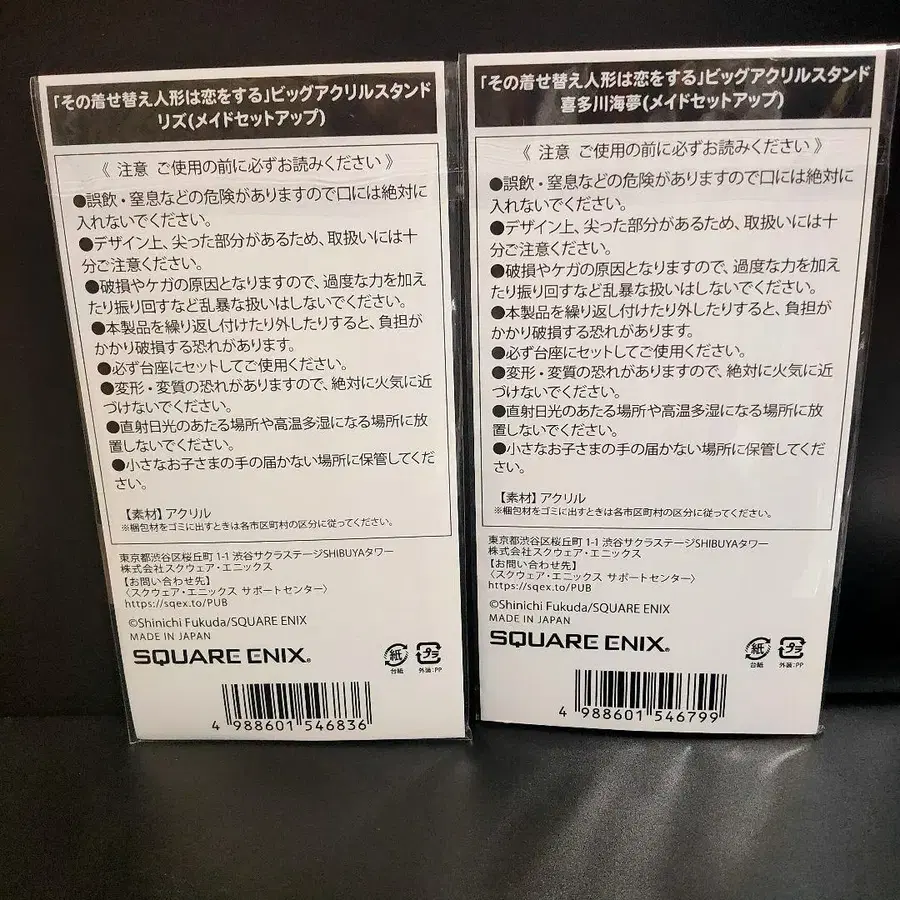 「その着せ替え人形は恋をする」ビッグアクリルスタンド
リズ(メイドセットアップ)
《 注意 ご使用の前に必ずお読みください 》
●誤飲・窒息などの危険がありますので口には絶対に
入れないでください。
●デザイン上、尖った部分があるため、取扱いには十
分ご注意ください。
●破損やケガの原因となりますので、過度な力を加え
たり振り回すなど乱暴な扱いはしないでください。
●本製品を繰り返し付けたり外したりすると、負担が
かかり破損する恐れがあります。
●必ず台座にセットしてご使用ください。
●変形・変質の恐れがありますので、絶対に火気に近
づけないでください。
●直射日光のあたる場所や高温多湿になる場所に放
置しないでください。
●小さなお子さまの手の届かない場所に保管してくだ
さい。
【素材】アクリル
※梱包材をゴミに出すときは各市区町村の区分に従ってください。
東京都渋谷区桜丘町 1-1 渋谷サクラステージSHIBUYAタワー
株式会社スクウェア・エニックス
【お問い合わせ先】
〈スクウェア・エニックス サポートセンター〉
https://sqex.to/PUB
©Shinichi Fukuda/SQUARE ENIX
MADE IN JAPAN
SQUARE ENIX®
紙
台紙
プラ
外装:PP
4 988601 546836
「その着せ替え人形は恋をする」ビッグアクリルスタンド
喜多川海夢(メイドセットアップ)
《 注意 ご使用の前に必ずお読みください 》
●誤飲・窒息などの危険がありますので口には絶対に
入れないでください。
●デザイン上、尖った部分があるため、取扱いには十
分ご注意ください。
●破損やケガの原因となりますので、過度な力を加え
たり振り回すなど乱暴な扱いはしないでください。
●本製品を繰り返し付けたり外したりすると、負担が
かかり破損する恐れがあります。
●必ず台座にセットしてご使用ください。
●変形・変質の恐れがありますので、絶対に火気に近
づけないでください。
●直射日光のあたる場所や高温多湿になる場所に放
置しないでください。
●小さなお子さまの手の届かない場所に保管してくだ
さい。
【素材】アクリル
※梱包材をゴミに出すときは各市区町村の区分に従ってください。
東京都渋谷区桜丘町 1-1 渋谷サクラステージSHIBUYAタワー
株式会社スクウェア・エニックス
【お問い合わせ先】
〈スクウェア・エニックス サポートセンター〉
https://sqex.to/PUB
©Shinichi Fukuda/SQUARE ENIX
MADE IN JAPAN
SQUARE ENIX®
紙
台紙
プラ
外装:PP
4 988601 546799